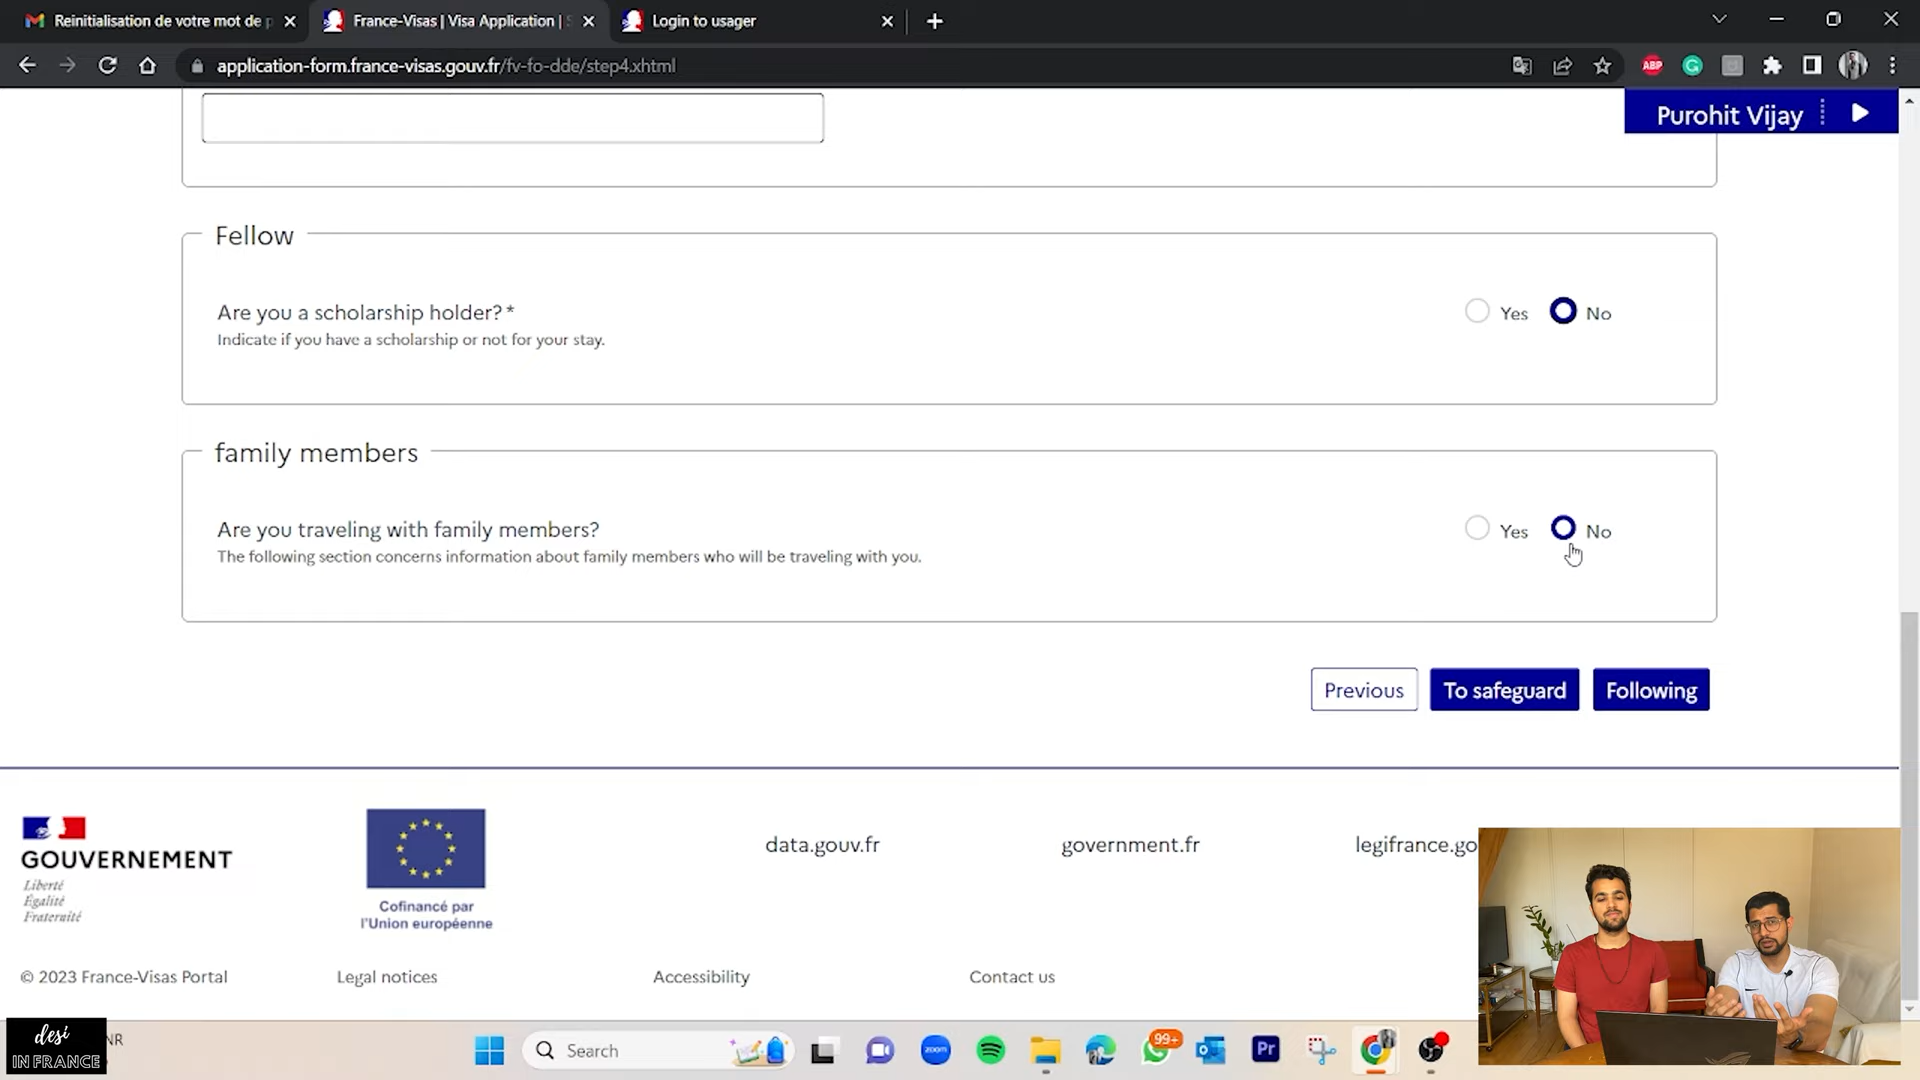 Reinitialisation de votre mot de p
France-Visas | Visa Application | S
Login to usager
application-form.france-visas.gouv.fr/fv-fo-dde/step4.xhtml
ABP
Purohit Vijay
Fellow
Are you a scholarship holder?*
Indicate if you have a scholarship or not for your stay.
Yes
No
family members
Are you traveling with family members?
The following section concerns information about family members who will be traveling with you.
Yes
No
Previous
To safeguard
Following
GOUVERNEMENT
Liberté
Égalité
Fraternité
Cofinancé par
l'Union européenne
data.gouv.fr
government.fr
legifrance.go
© 2023 France-Visas Portal
Legal notices
Accessibility
Contact us
desi
IN FRANCE
NR
Search
zoom
99+
Pr